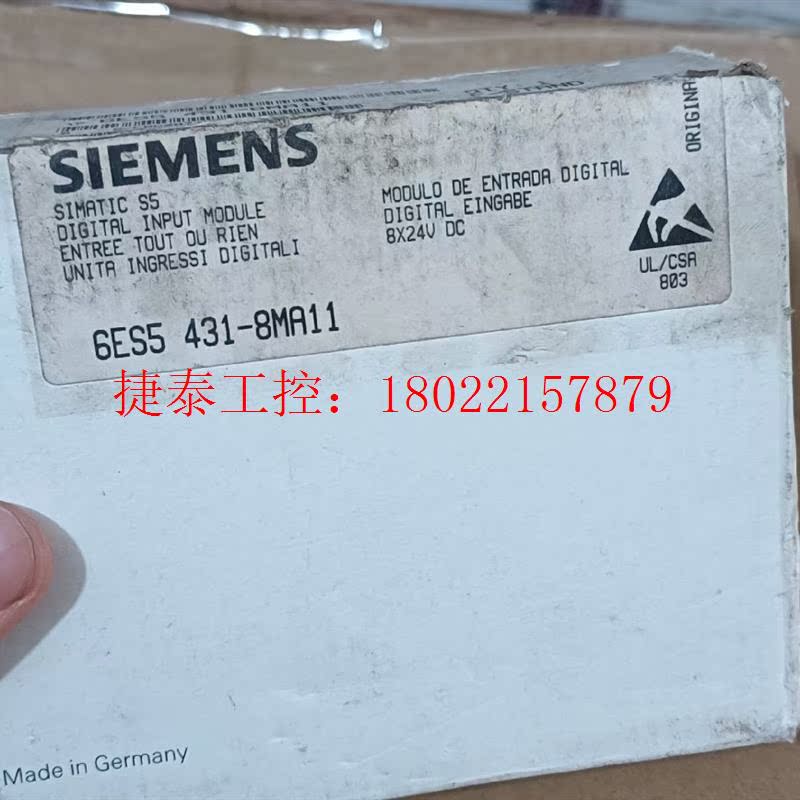 SIEMENS
SIMATIC S5
DIGITAL INPUT MODULE
ENTREE TOUT OU RIEN
UNITA INGRESSI DIGITALI
MODULO DE ENTRADA DIGITAL
DIGITAL EINGABE
8X24V DC
UL/CSA
803
6ES5 431-8MA11
捷泰工控：18022157879
Made in Germany